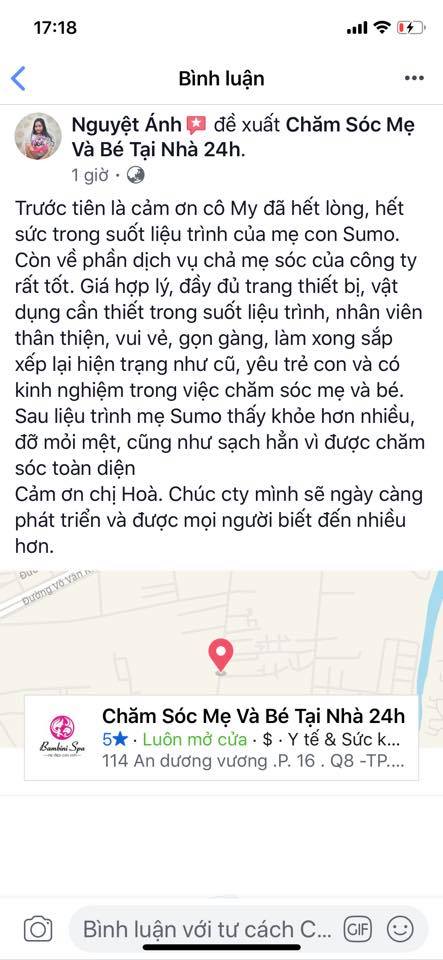 17:18
Bình luận
Nguyệt Ánh đề xuất Chăm Sóc Mẹ
Và Bé Tại Nhà 24h.
1 giờ ·
Trước tiên là cảm ơn cô My đã hết lòng, hết
sức trong suốt liệu trình của mẹ con Sumo.
Còn về phần dịch vụ chả mẹ sóc của công ty
rất tốt. Giá hợp lý, đầy đủ trang thiết bị, vật
dụng cần thiết trong suốt liệu trình, nhân viên
thân thiện, vui vẻ, gọn gàng, làm xong sắp
xếp lại hiện trạng như cũ, yêu trẻ con và có
kinh nghiệm trong việc chăm sóc mẹ và bé.
Sau liệu trình mẹ Sumo thấy khỏe hơn nhiều,
đỡ mỏi mệt, cũng như sạch hẳn vì được chăm
sóc toàn diện
Cảm ơn chị Hoà. Chúc cty mình sẽ ngày càng
phát triển và được mọi người biết đến nhiều
hơn.
Đường Võ Văn
Bambini Spa
Chăm Sóc Mẹ Và Bé Tại Nhà 24h
5★ · Luôn mở cửa · $ · Y tế & Sức k...
114 An dương vương .P. 16 . Q8 -TP....
Bình luận với tư cách C...
GIF